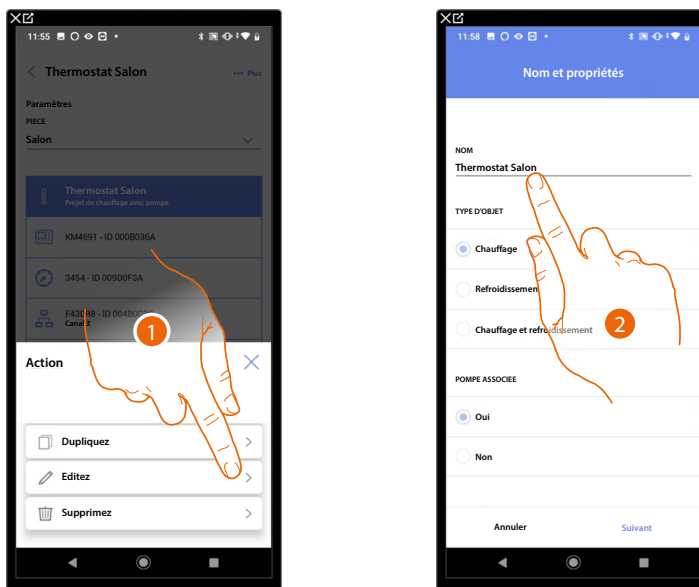 11:55
Thermostat Salon
••• Plus
Paramètres
PIECE
Salon
Thermostat Salon
Projet de chauffage avec pompe
KM4691 - ID 000B036A
3454 - ID 009D0F3A
F430R8 - ID 004B00
Canal 3
1
Action
Dupliquez
Editez
Supprimez
11:58
Nom et propriétés
NOM
Thermostat Salon
TYPE D'OBJET
Chauffage
Refroidissement
Chauffage et refroidissement
2
POMPE ASSOCIEE
Oui
Non
Annuler
Suivant